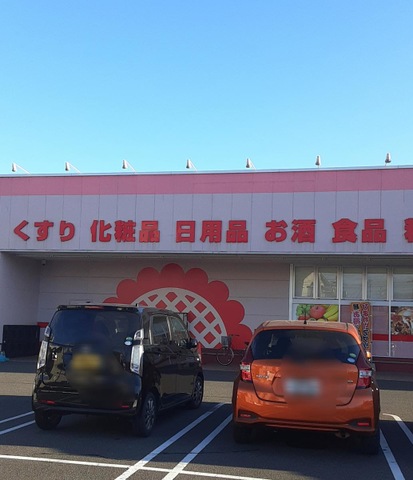 くすり 化粧品 日用品 お酒 食品